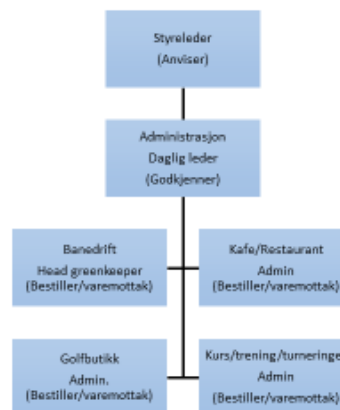 Styreleder
(Anviser)
Administrasjon
Daglig leder
(Godkjenner)
Banedrift
Head greenkeeper
(Bestiller/varemottak)
Kafe/Restaurant
Admin
(Bestiller/varemottak)
Golfbutikk
Admin.
(Bestiller/varemottak)
Kurs/trening/turneringe
Admin
(Bestiller/varemottak)